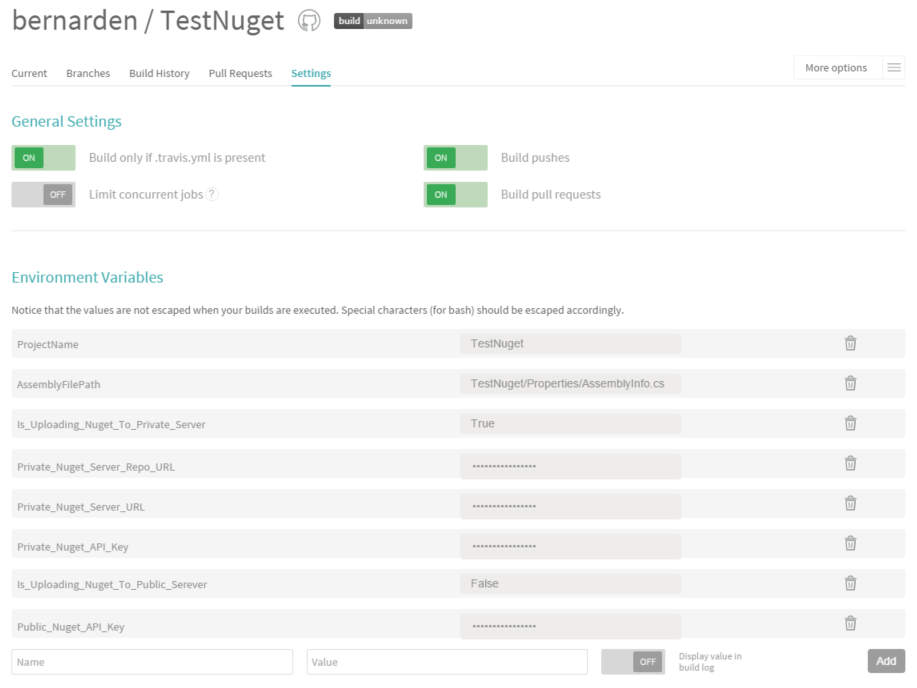 bernarden / TestNuget build unknown
Current Branches Build History Pull Requests Settings More options
General Settings
ON Build only if .travis.yml is present ON Build pushes
OFF Limit concurrent jobs ? ON Build pull requests
Environment Variables
Notice that the values are not escaped when your builds are executed. Special characters (for bash) should be escaped accordingly.
ProjectName TestNuget
AssemblyFilePath TestNuget/Properties/AssemblyInfo.cs
Is_Uploading_Nuget_To_Private_Server True
Private_Nuget_Server_Repo_URL ••••••••••••••••
Private_Nuget_Server_URL ••••••••••••••••
Private_Nuget_API_Key ••••••••••••••••
Is_Uploading_Nuget_To_Public_Serever False
Public_Nuget_API_Key ••••••••••••••••
Name Value OFF Display value in
build log Add